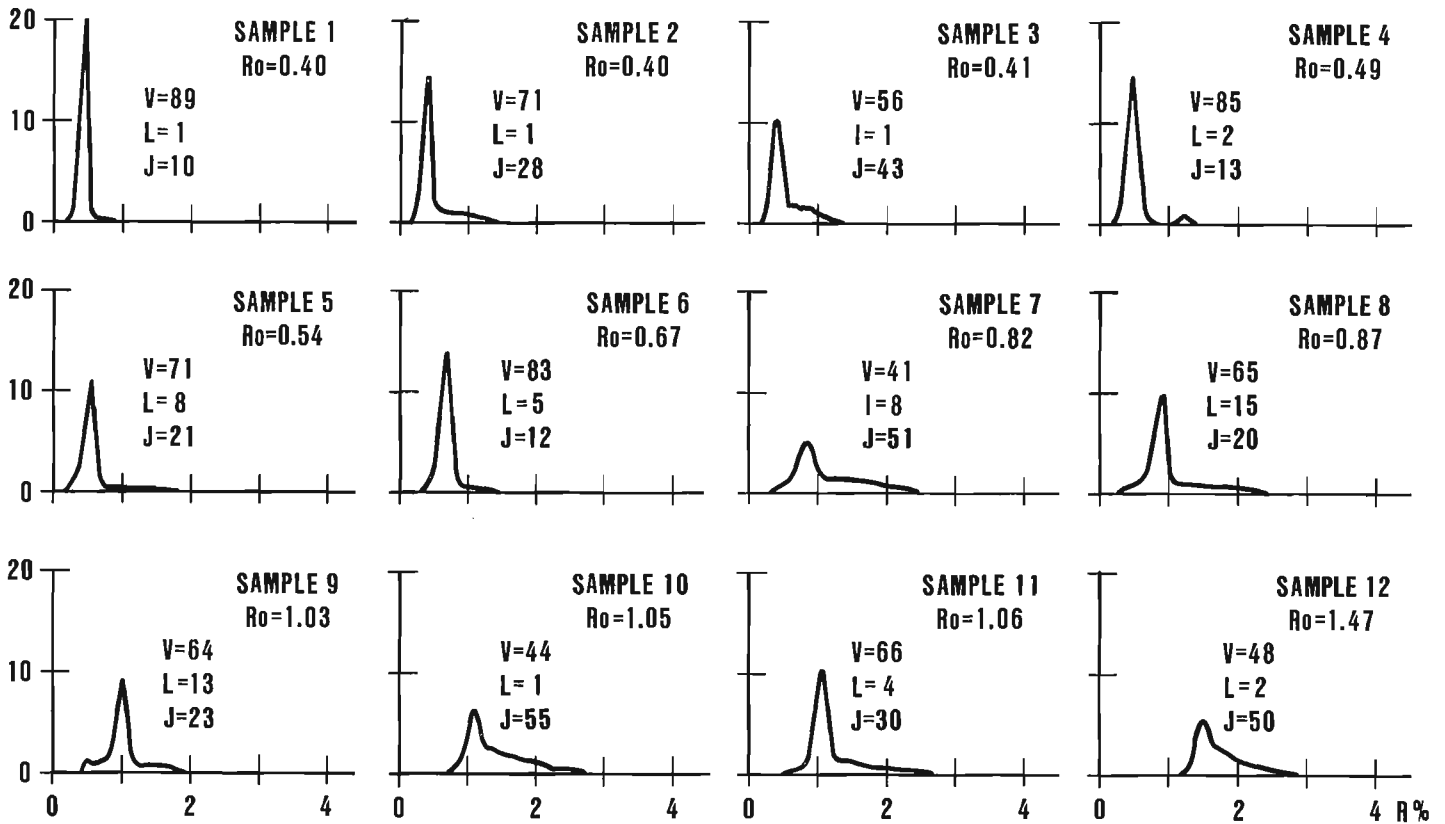 20
10
0
SAMPLE 1
Ro=0.40
V=89
L= 1
J=10
SAMPLE 2
Ro=0.40
V=71
L= 1
J=28
SAMPLE 3
Ro=0.41
V=56
I= 1
J=43
SAMPLE 4
Ro=0.49
V=85
L= 2
J=13
20
10
0
SAMPLE 5
Ro=0.54
V=71
L= 8
J=21
SAMPLE 6
Ro=0.67
V=83
L= 5
J=12
SAMPLE 7
Ro=0.82
V=41
I= 8
J=51
SAMPLE 8
Ro=0.87
V=65
L=15
J=20
20
10
0
SAMPLE 9
Ro=1.03
V=64
L=13
J=23
SAMPLE 10
Ro=1.05
V=44
L= 1
J=55
SAMPLE 11
Ro=1.06
V=66
L= 4
J=30
SAMPLE 12
Ro=1.47
V=48
L= 2
J=50
0 2 4
0 2 4
0 2 4
0 2 4 R%